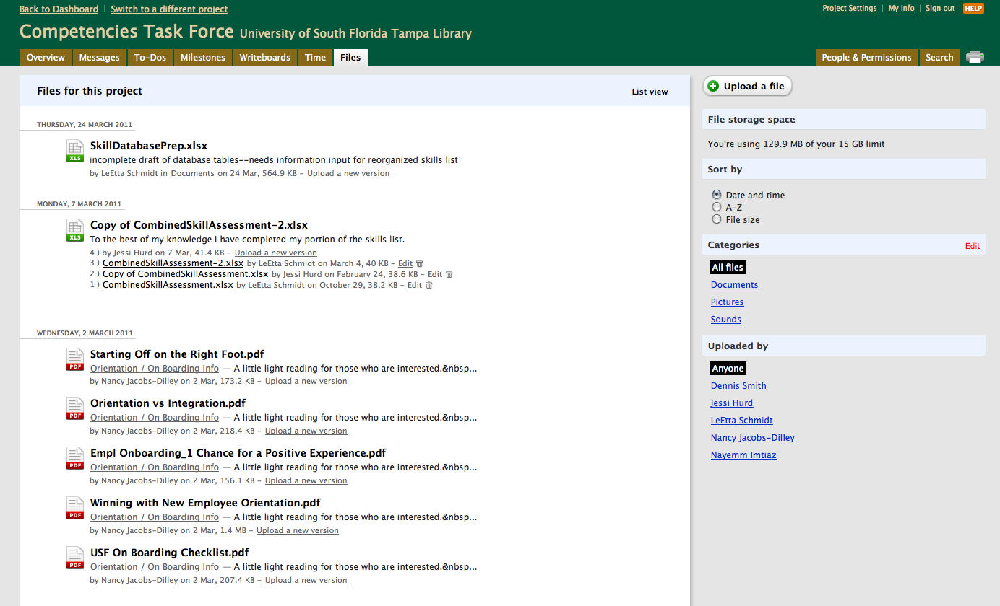 Back to Dashboard | Switch to a different project
Project Settings | My info | Sign out HELP
Competencies Task Force University of South Florida Tampa Library
Overview Messages To-Dos Milestones Writeboards Time Files
People & Permissions Search
Files for this project
List view
THURSDAY, 24 MARCH 2011
XLS
SkillDatabasePrep.xlsx
incomplete draft of database tables--needs information input for reorganized skills list
by LeEtta Schmidt in Documents on 24 Mar, 564.9 KB – Upload a new version
MONDAY, 7 MARCH 2011
XLS
Copy of CombinedSkillAssessment-2.xlsx
To the best of my knowledge I have completed my portion of the skills list.
4 ) by Jessi Hurd on 7 Mar, 41.4 KB – Upload a new version
3 ) CombinedSkillAssessment-2.xlsx by LeEtta Schmidt on March 4, 40 KB – Edit
2 ) Copy of CombinedSkillAssessment.xlsx by Jessi Hurd on February 24, 38.6 KB – Edit
1 ) CombinedSkillAssessment.xlsx by LeEtta Schmidt on October 29, 38.2 KB – Edit
WEDNESDAY, 2 MARCH 2011
PDF
Starting Off on the Right Foot.pdf
Orientation / On Boarding Info — A little light reading for those who are interested.&nbsp...
by Nancy Jacobs-Dilley on 2 Mar, 173.2 KB – Upload a new version
PDF
Orientation vs Integration.pdf
Orientation / On Boarding Info — A little light reading for those who are interested.&nbsp...
by Nancy Jacobs-Dilley on 2 Mar, 218.4 KB – Upload a new version
PDF
Empl Onboarding_1 Chance for a Positive Experience.pdf
Orientation / On Boarding Info — A little light reading for those who are interested.&nbsp...
by Nancy Jacobs-Dilley on 2 Mar, 156.1 KB – Upload a new version
PDF
Winning with New Employee Orientation.pdf
Orientation / On Boarding Info — A little light reading for those who are interested.&nbsp...
by Nancy Jacobs-Dilley on 2 Mar, 1.4 MB – Upload a new version
PDF
USF On Boarding Checklist.pdf
Orientation / On Boarding Info — A little light reading for those who are interested.&nbsp...
by Nancy Jacobs-Dilley on 2 Mar, 207.4 KB – Upload a new version
Upload a file
File storage space
You're using 129.9 MB of your 15 GB limit
Sort by
Date and time
A-Z
File size
Categories
Edit
All files
Documents
Pictures
Sounds
Uploaded by
Anyone
Dennis Smith
Jessi Hurd
LeEtta Schmidt
Nancy Jacobs-Dilley
Nayemm Imtiaz